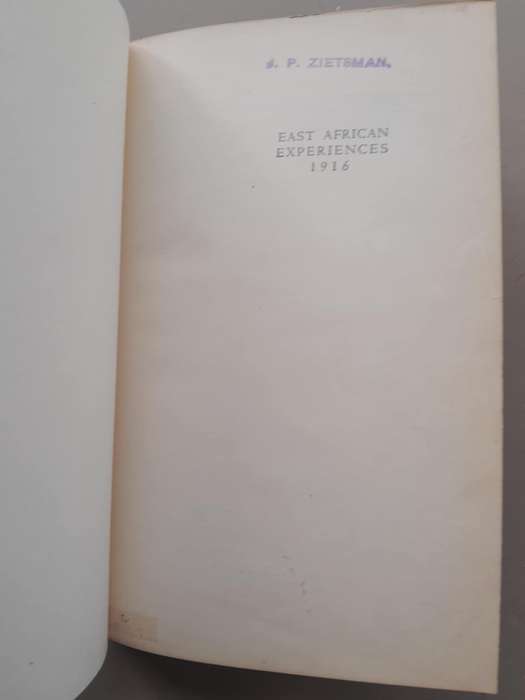 J. P. ZIETSMAN.
EAST AFRICAN
EXPERIENCES
1916